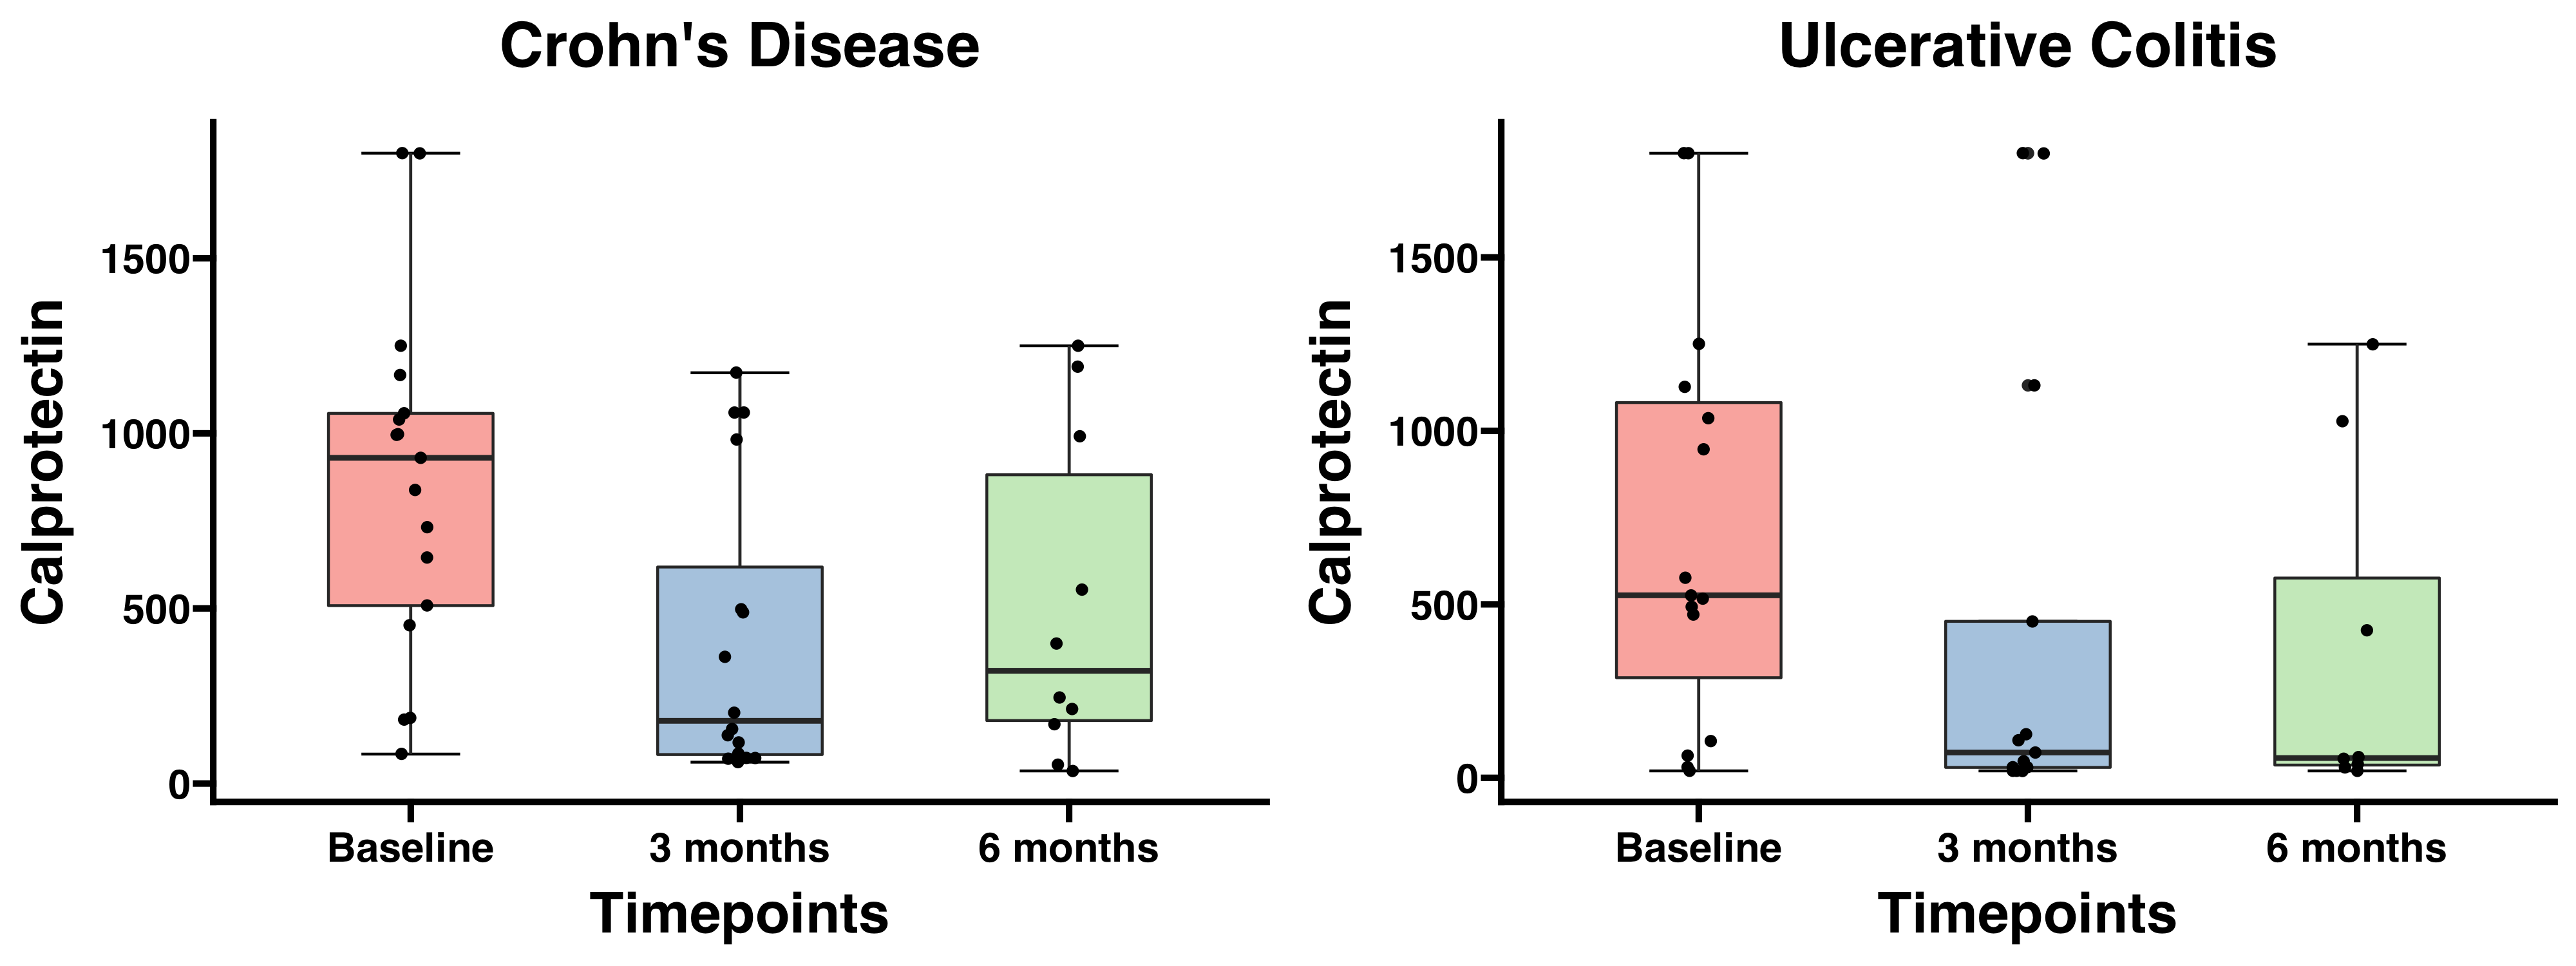 Crohn's Disease
Calprotectin
1500
1000
500
0
Baseline 3 months 6 months
Timepoints
Ulcerative Colitis
Calprotectin
1500
1000
500
0
Baseline 3 months 6 months
Timepoints